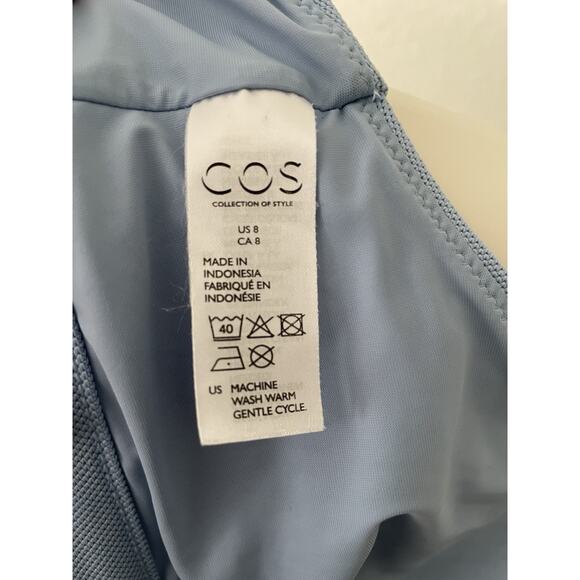 COS
COLLECTION OF STYLE
US 8
CA 8
MADE IN
INDONESIA
FABRIQUÉ EN
INDONÉSIE
40
US MACHINE
WASH WARM
GENTLE CYCLE.